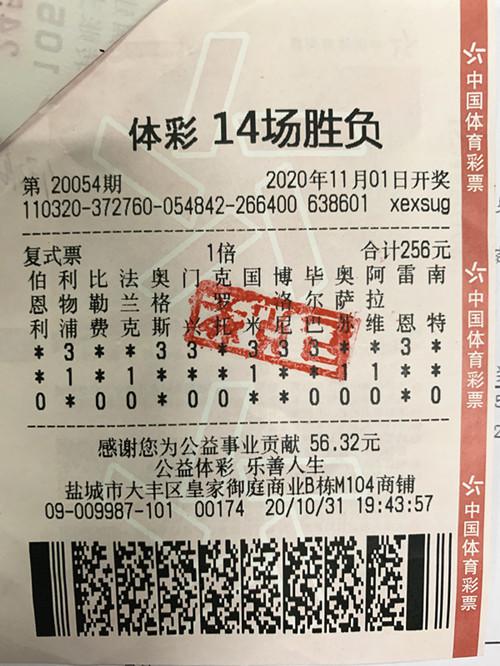 体彩 14场胜负
第 20054期 2020年11月01日开奖
110320-372760-054842-266400 638601 xexsug
复式票 1倍 合计256元
伯 利 比 法 奥 门 克 国 博 毕 奥 阿 雷 南
恩 物 勒 兰 格 罗 洛 尔 萨 拉
利 浦 费 克 斯 兴 托 米 尼 巴 苏 维 恩 特
* 3 * * 3 3 * 3 3 3 * * 3 *
* 1 * 1 * * * 1 * * 1 1 * *
0 * 0 0 * 0 0 * * 0 0 0 * 0
感谢您为公益事业贡献 56.32元
公益体彩 乐善人生
盐城市大丰区皇家御庭商业B栋M104商铺
09-009987-101 00174 20/10/31 19:43:57
中国体育彩票
中国体育彩票
中国体育彩票